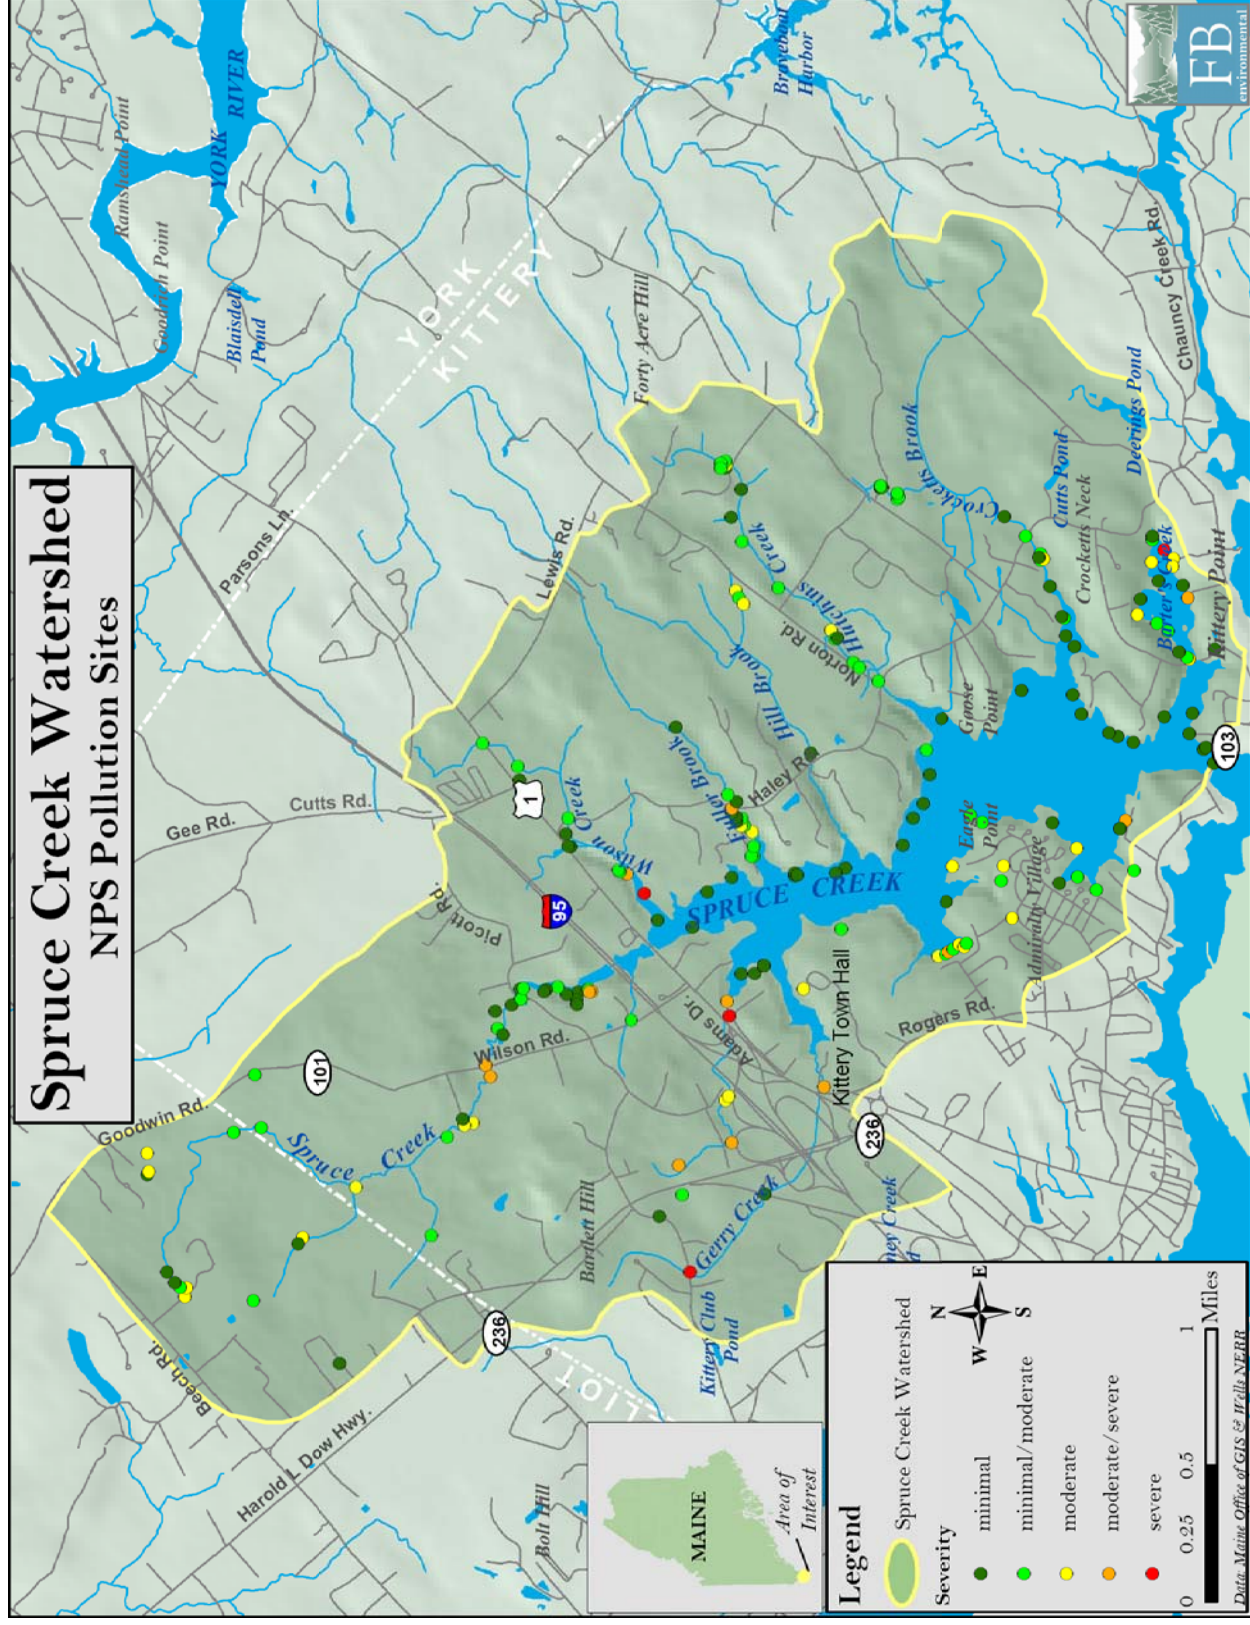 Spruce Creek Watershed
NPS Pollution Sites
Ramshead Point
YORK RIVER
Goodrich Point
Blaisdell
Pond
Braveboat
Harbor
YORK
KITTERY
Forty Acre Hill
Parsons Ln.
Lewis Rd.
Cutts Rd.
Gee Rd.
Picott Rd.
1
95
101
Goodwin Rd.
Wilson Rd.
Adams Dr.
Spruce Creek
Wilson Creek
Fuller Brook
Haley Rd.
Hill Brook
Norton Rd.
Hutchins Creek
Crocketts Brook
Cutts Pond
Crocketts Neck
Deerings Pond
Chauncy Creek Rd.
Barter's Creek
Kittery Point
103
Goose
Point
Eagle
Point
Admiralty Village
SPRUCE CREEK
Kittery Town Hall
Rogers Rd.
236
Gerry Creek
Bartlett Hill
Kittery Club
Pond
ney Creek
d
236
LIOT
Beech Rd.
Harold L Dow Hwy.
Bolt Hill
MAINE
Area of
Interest
Legend
Spruce Creek Watershed
Severity
minimal
minimal/moderate
moderate
moderate/severe
severe
N
W E
S
0 0.25 0.5 1
Miles
Data: Maine Office of GIS & Wells NERR
FB
environmental